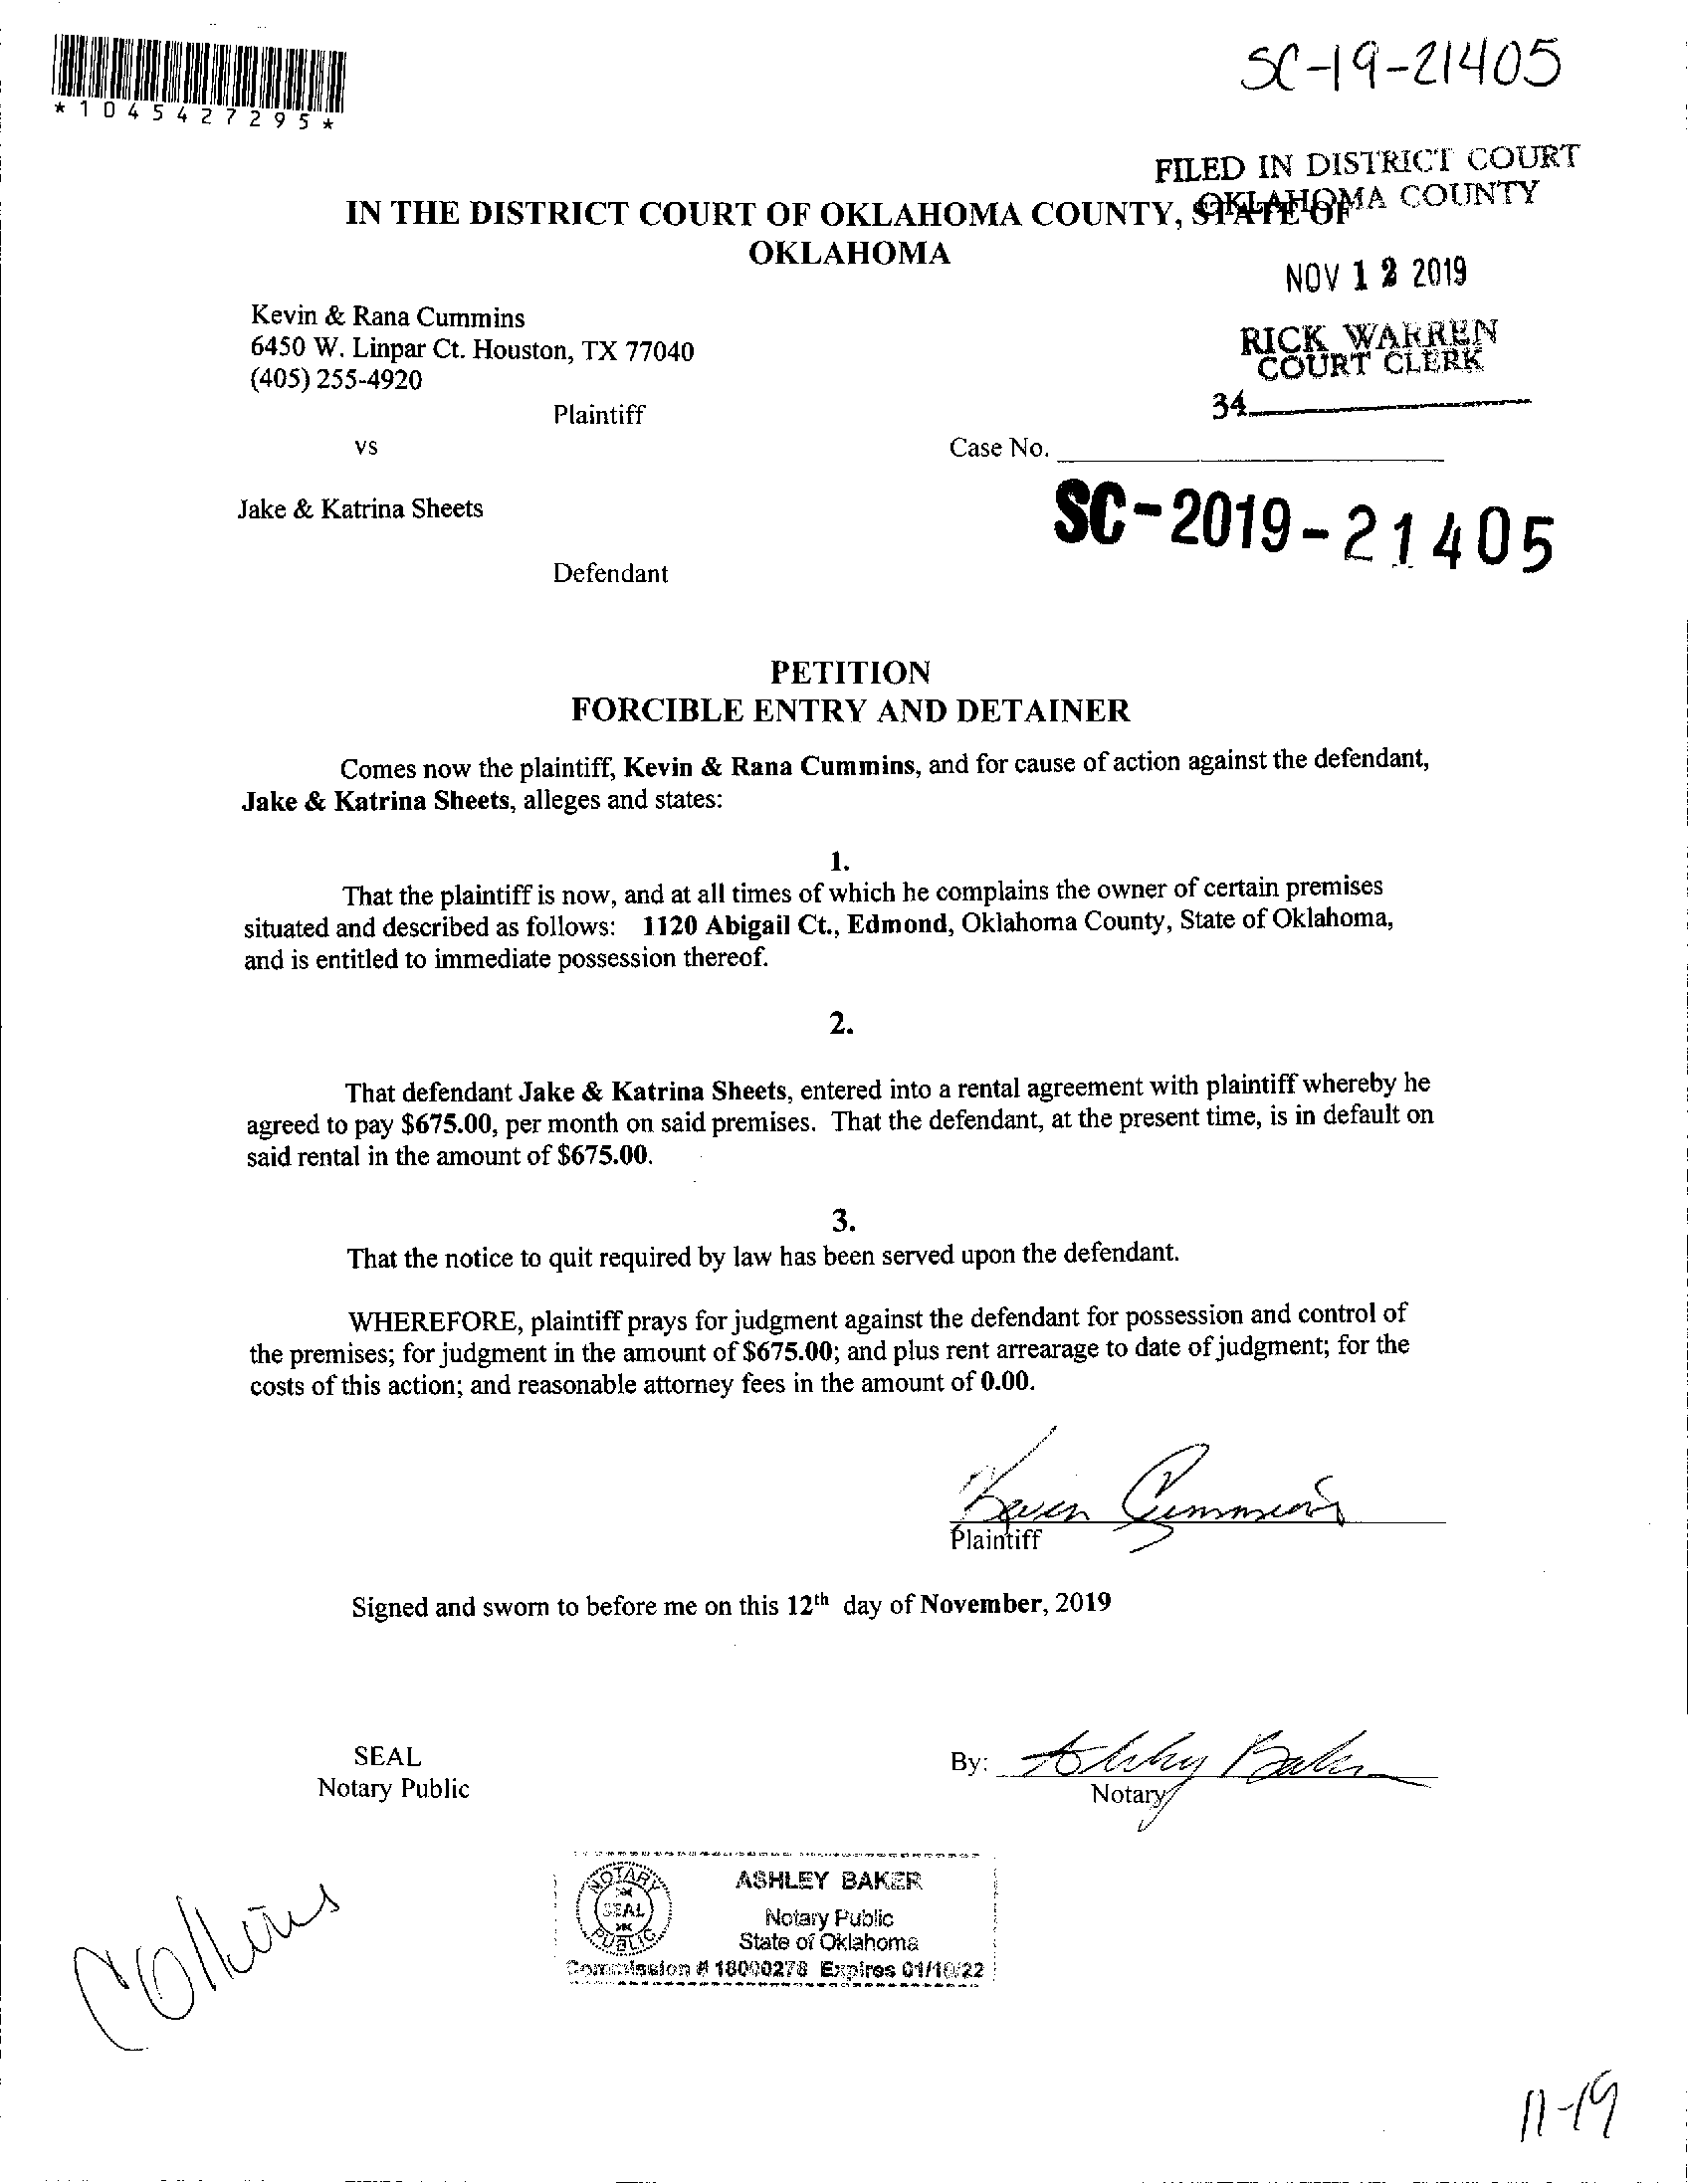 SC-19-21405
*1045427295*
FILED IN DISTRICT COURT
OKLAHOMA COUNTY
IN THE DISTRICT COURT OF OKLAHOMA COUNTY, STATE OF
OKLAHOMA
NOV 12 2019
Kevin & Rana Cummins
6450 W. Linpar Ct. Houston, TX 77040
(405) 255-4920
RICK WARREN
COURT CLERK
34
Plaintiff
vs
Case No.
Jake & Katrina Sheets
SC-2019-21405
Defendant
PETITION
FORCIBLE ENTRY AND DETAINER
Comes now the plaintiff, Kevin & Rana Cummins, and for cause of action against the defendant,
Jake & Katrina Sheets, alleges and states:
1.
That the plaintiff is now, and at all times of which he complains the owner of certain premises
situated and described as follows: 1120 Abigail Ct., Edmond, Oklahoma County, State of Oklahoma,
and is entitled to immediate possession thereof.
2.
That defendant Jake & Katrina Sheets, entered into a rental agreement with plaintiff whereby he
agreed to pay $675.00, per month on said premises. That the defendant, at the present time, is in default on
said rental in the amount of $675.00.
3.
That the notice to quit required by law has been served upon the defendant.
WHEREFORE, plaintiff prays for judgment against the defendant for possession and control of
the premises; for judgment in the amount of $675.00; and plus rent arrearage to date of judgment; for the
costs of this action; and reasonable attorney fees in the amount of 0.00.
Kevin Cummins
Plaintiff
Signed and sworn to before me on this 12th day of November, 2019
SEAL
Notary Public
By: Ashley Baker
Notary
NOTARY
SEAL
PUBLIC
ASHLEY BAKER
Notary Public
State of Oklahoma
Commission # 18000278 Expires 01/10/22
Collins
11-19